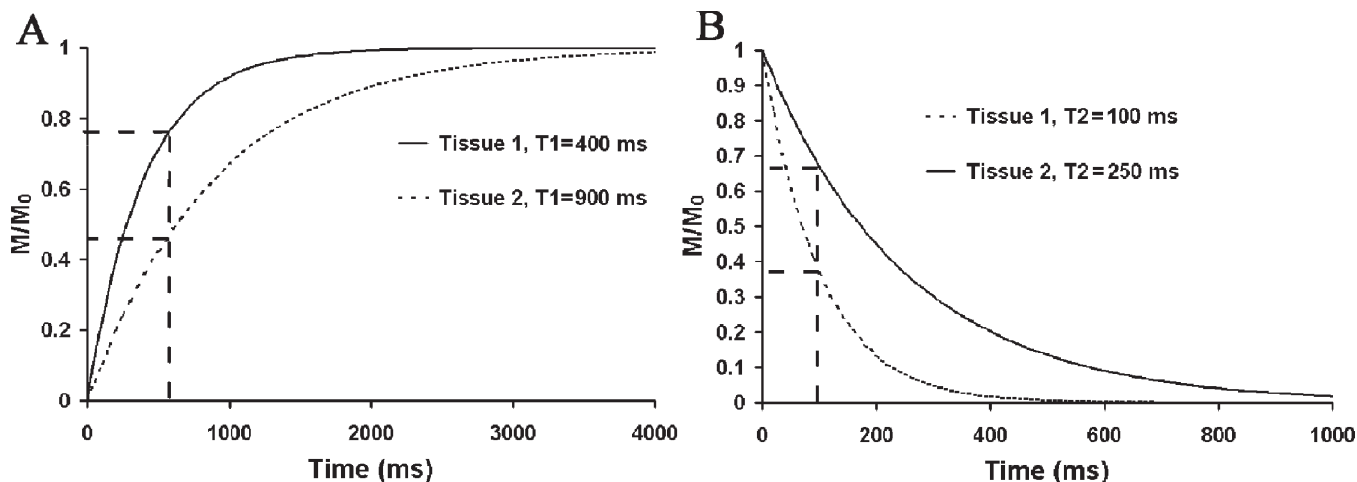 A
M/M0
1
0.8
0.6
0.4
0.2
0
0
1000
2000
3000
4000
Time (ms)
Tissue 1, T1=400 ms
Tissue 2, T1=900 ms
B
M/M0
1
0.9
0.8
0.7
0.6
0.5
0.4
0.3
0.2
0.1
0
0
200
400
600
800
1000
Time (ms)
Tissue 1, T2=100 ms
Tissue 2, T2=250 ms